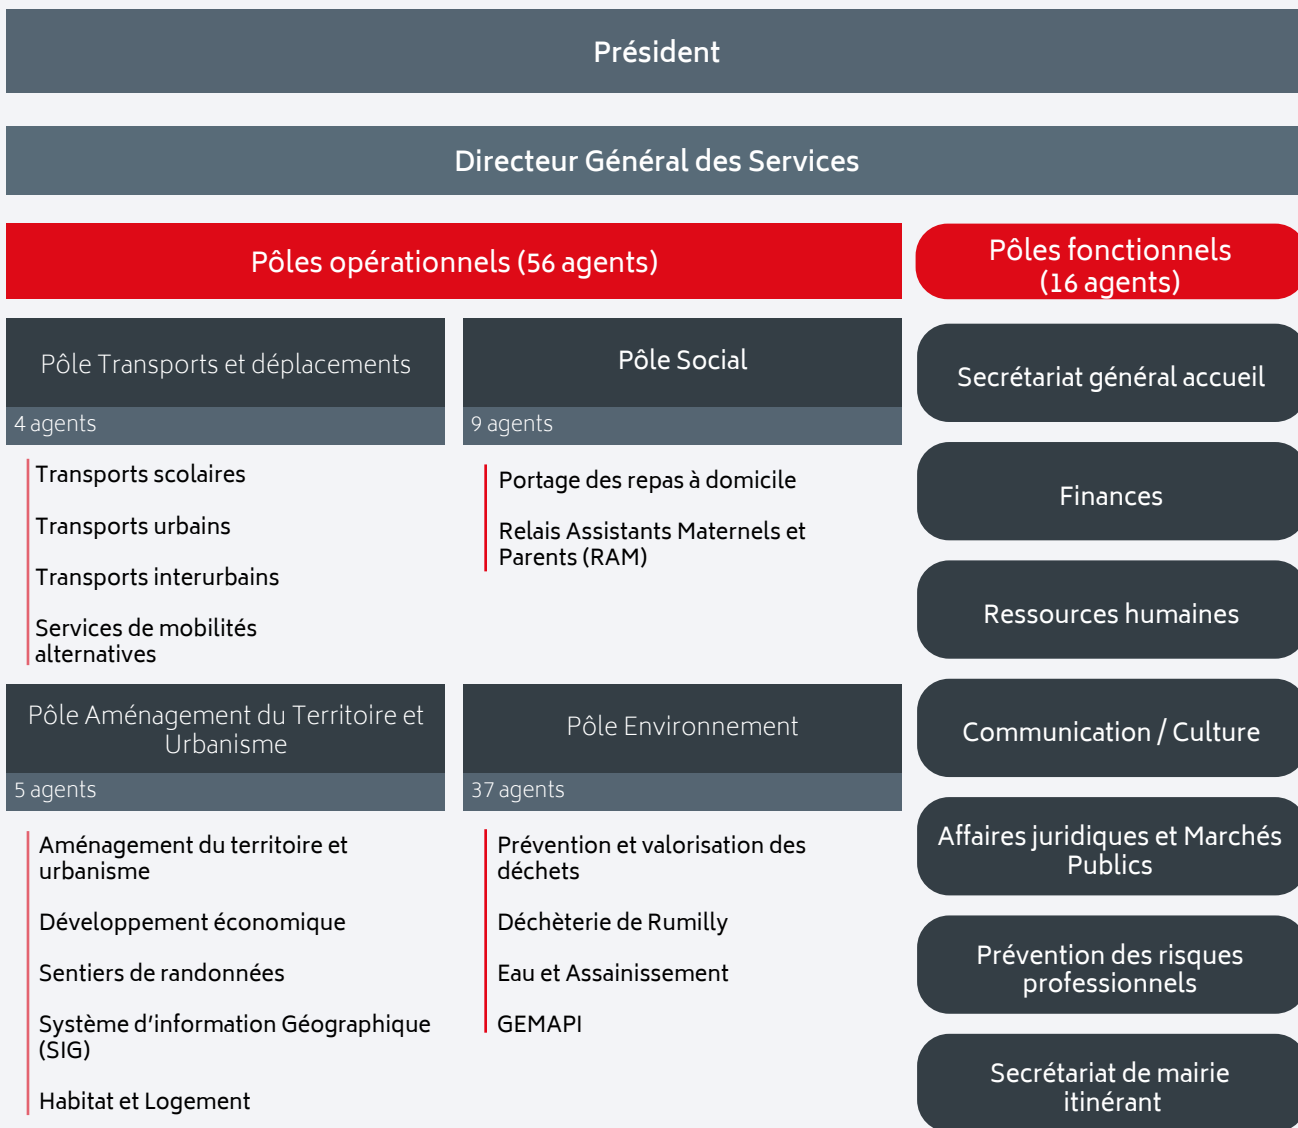 Président
Directeur Général des Services
Pôles opérationnels (56 agents)
Pôles fonctionnels
(16 agents)
Pôle Transports et déplacements
4 agents
Transports scolaires
Transports urbains
Transports interurbains
Services de mobilités
alternatives
Pôle Social
9 agents
Portage des repas à domicile
Relais Assistants Maternels et
Parents (RAM)
Pôle Aménagement du Territoire et
Urbanisme
5 agents
Aménagement du territoire et
urbanisme
Développement économique
Sentiers de randonnées
Système d'information Géographique
(SIG)
Habitat et Logement
Pôle Environnement
37 agents
Prévention et valorisation des
déchets
Déchèterie de Rumilly
Eau et Assainissement
GEMAPI
Secrétariat général accueil
Finances
Ressources humaines
Communication / Culture
Affaires juridiques et Marchés
Publics
Prévention des risques
professionnels
Secrétariat de mairie
itinérant